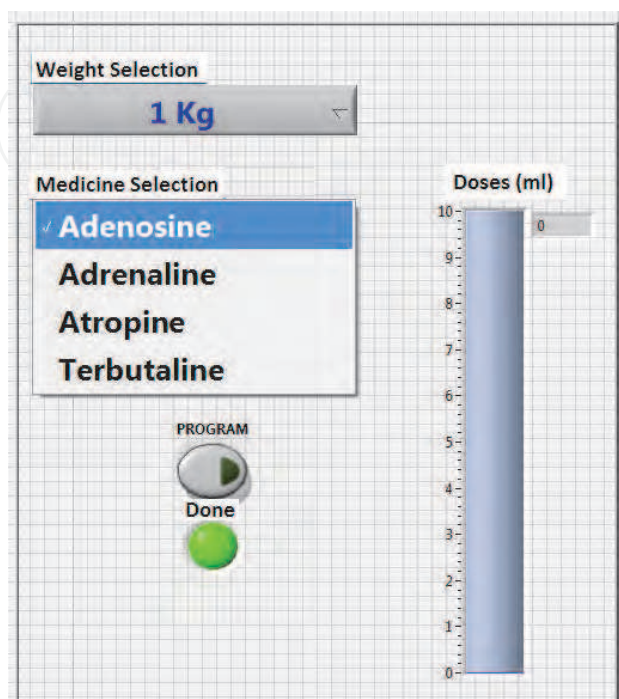 Weight Selection
1 Kg
Medicine Selection
✓ Adenosine
Adrenaline
Atropine
Terbutaline
PROGRAM
Done
Doses (ml)
0
10
9
8
7
6
5
4
3
2
1
0